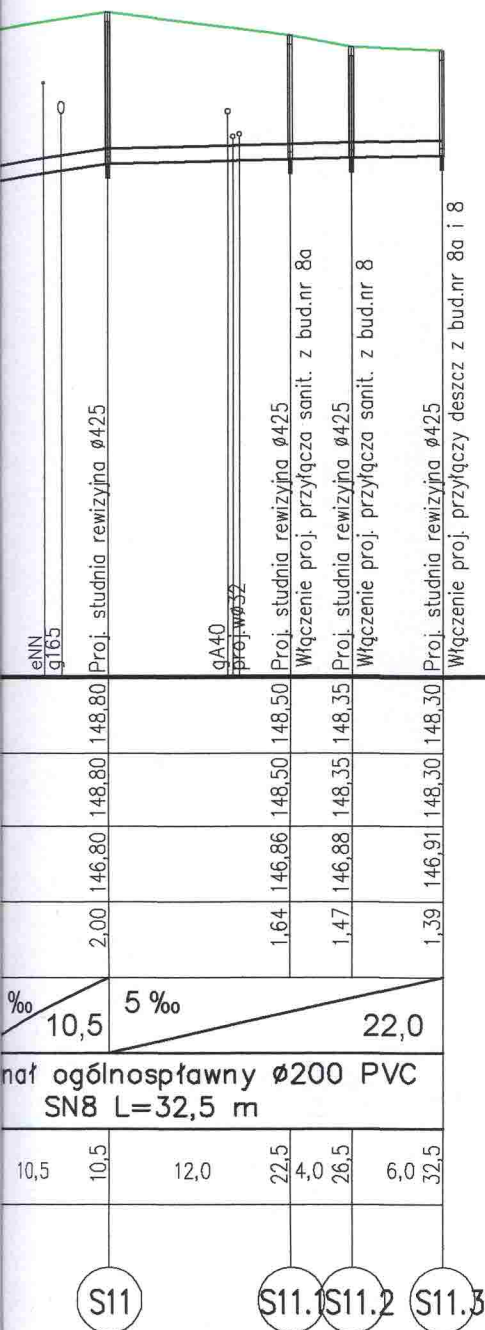 eNN
g165
Proj. studnia rewizyjna ø425
gA40
proj.wø32
Proj. studnia rewizyjna ø425
Włączenie proj. przyłącza sanit. z bud.nr 8a
Proj. studnia rewizyjna ø425
Włączenie proj. przyłącza sanit. z bud.nr 8
Proj. studnia rewizyjna ø425
Włączenie proj. przyłączy deszcz z bud.nr 8a i 8
148,80 148,50 148,35 148,30
148,80 148,50 148,35 148,30
146,80 146,86 146,88 146,91
2,00 1,64 1,47 1,39
‰ 10,5 5 ‰ 22,0
nał ogólnospławny ø200 PVC
SN8 L=32,5 m
10,5 10,5 12,0 22,5 4,0 26,5 6,0 32,5
S11 S11.1 S11.2 S11.3